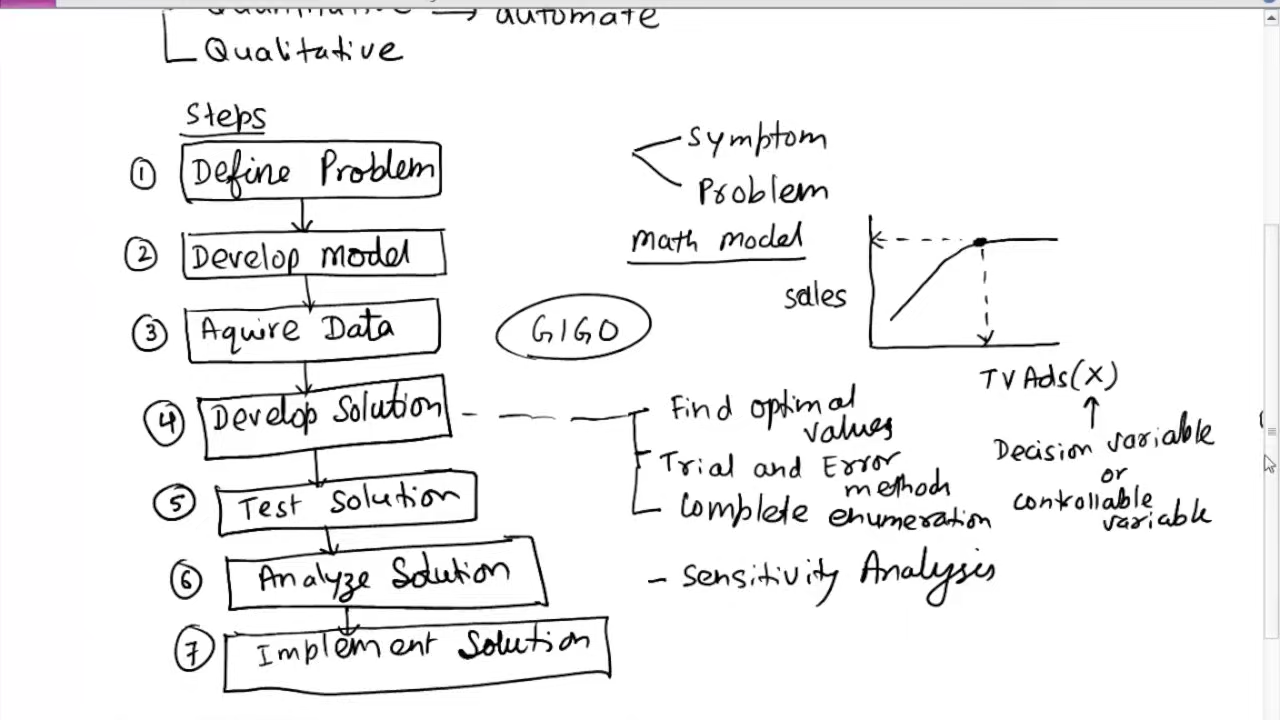 Quantitative → automate
Qualitative
Steps
① Define Problem
② Develop model
③ Aquire Data
④ Develop Solution
⑤ Test Solution
⑥ Analyze Solution
⑦ Implement Solution
Symptom
Problem
Math model
GIGO
Find optimal
values
Trial and Error
methods
Complete enumeration
- Sensitivity Analysis
sales
TV Ads(X)
Decision variable
or
controllable
variable